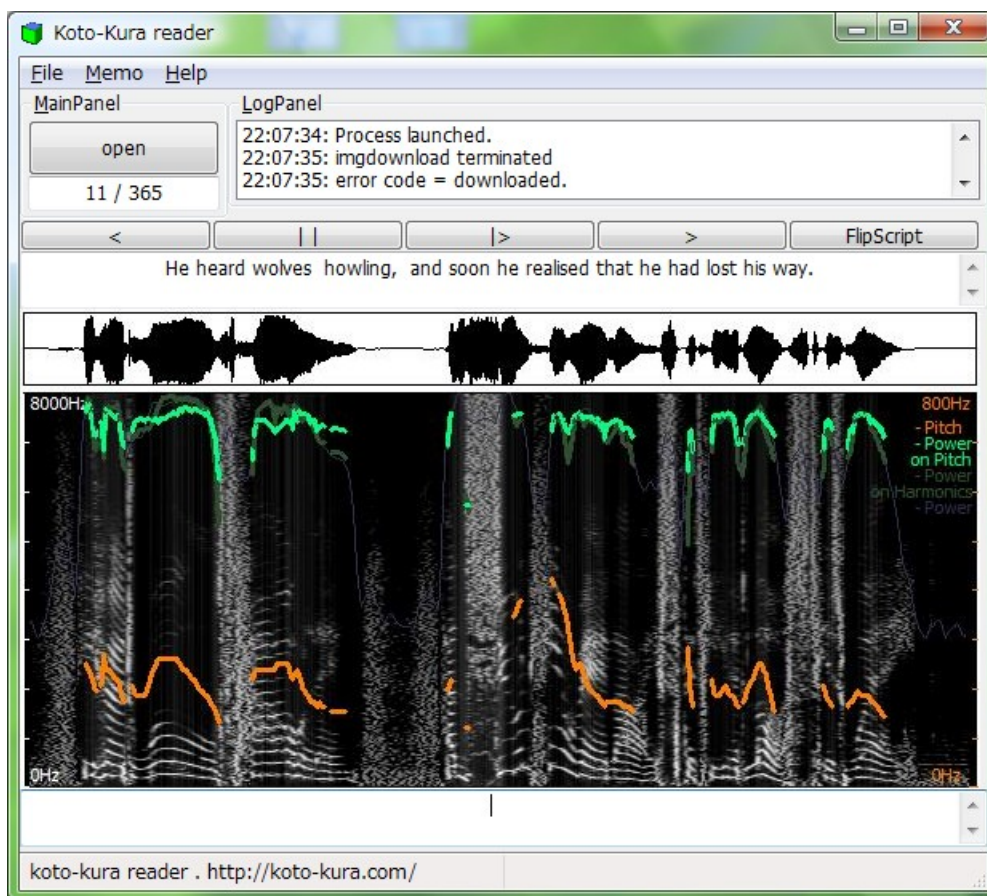 Koto-Kura reader
File Memo Help
MainPanel
LogPanel
open
11 / 365
22:07:34: Process launched.
22:07:35: imgdownload terminated
22:07:35: error code = downloaded.
<
| |
|>
>
FlipScript
He heard wolves howling, and soon he realised that he had lost his way.
8000Hz
800Hz
- Pitch
- Power
on Pitch
- Power
on Harmonics
- Power
0Hz
0Hz
koto-kura reader . http://koto-kura.com/